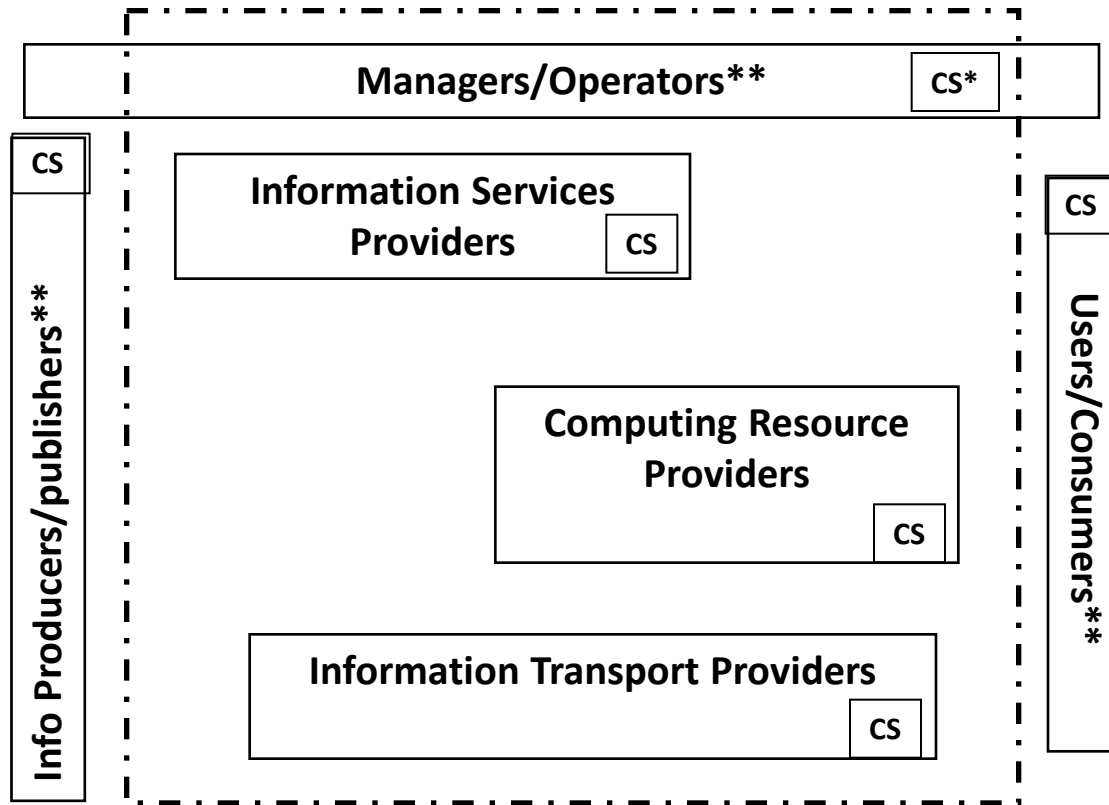 Managers/Operators**
CS*
CS
Info Producers/publishers**
Information Services
Providers
CS
Computing Resource
Providers
CS
Information Transport Providers
CS
CS
Users/Consumers**